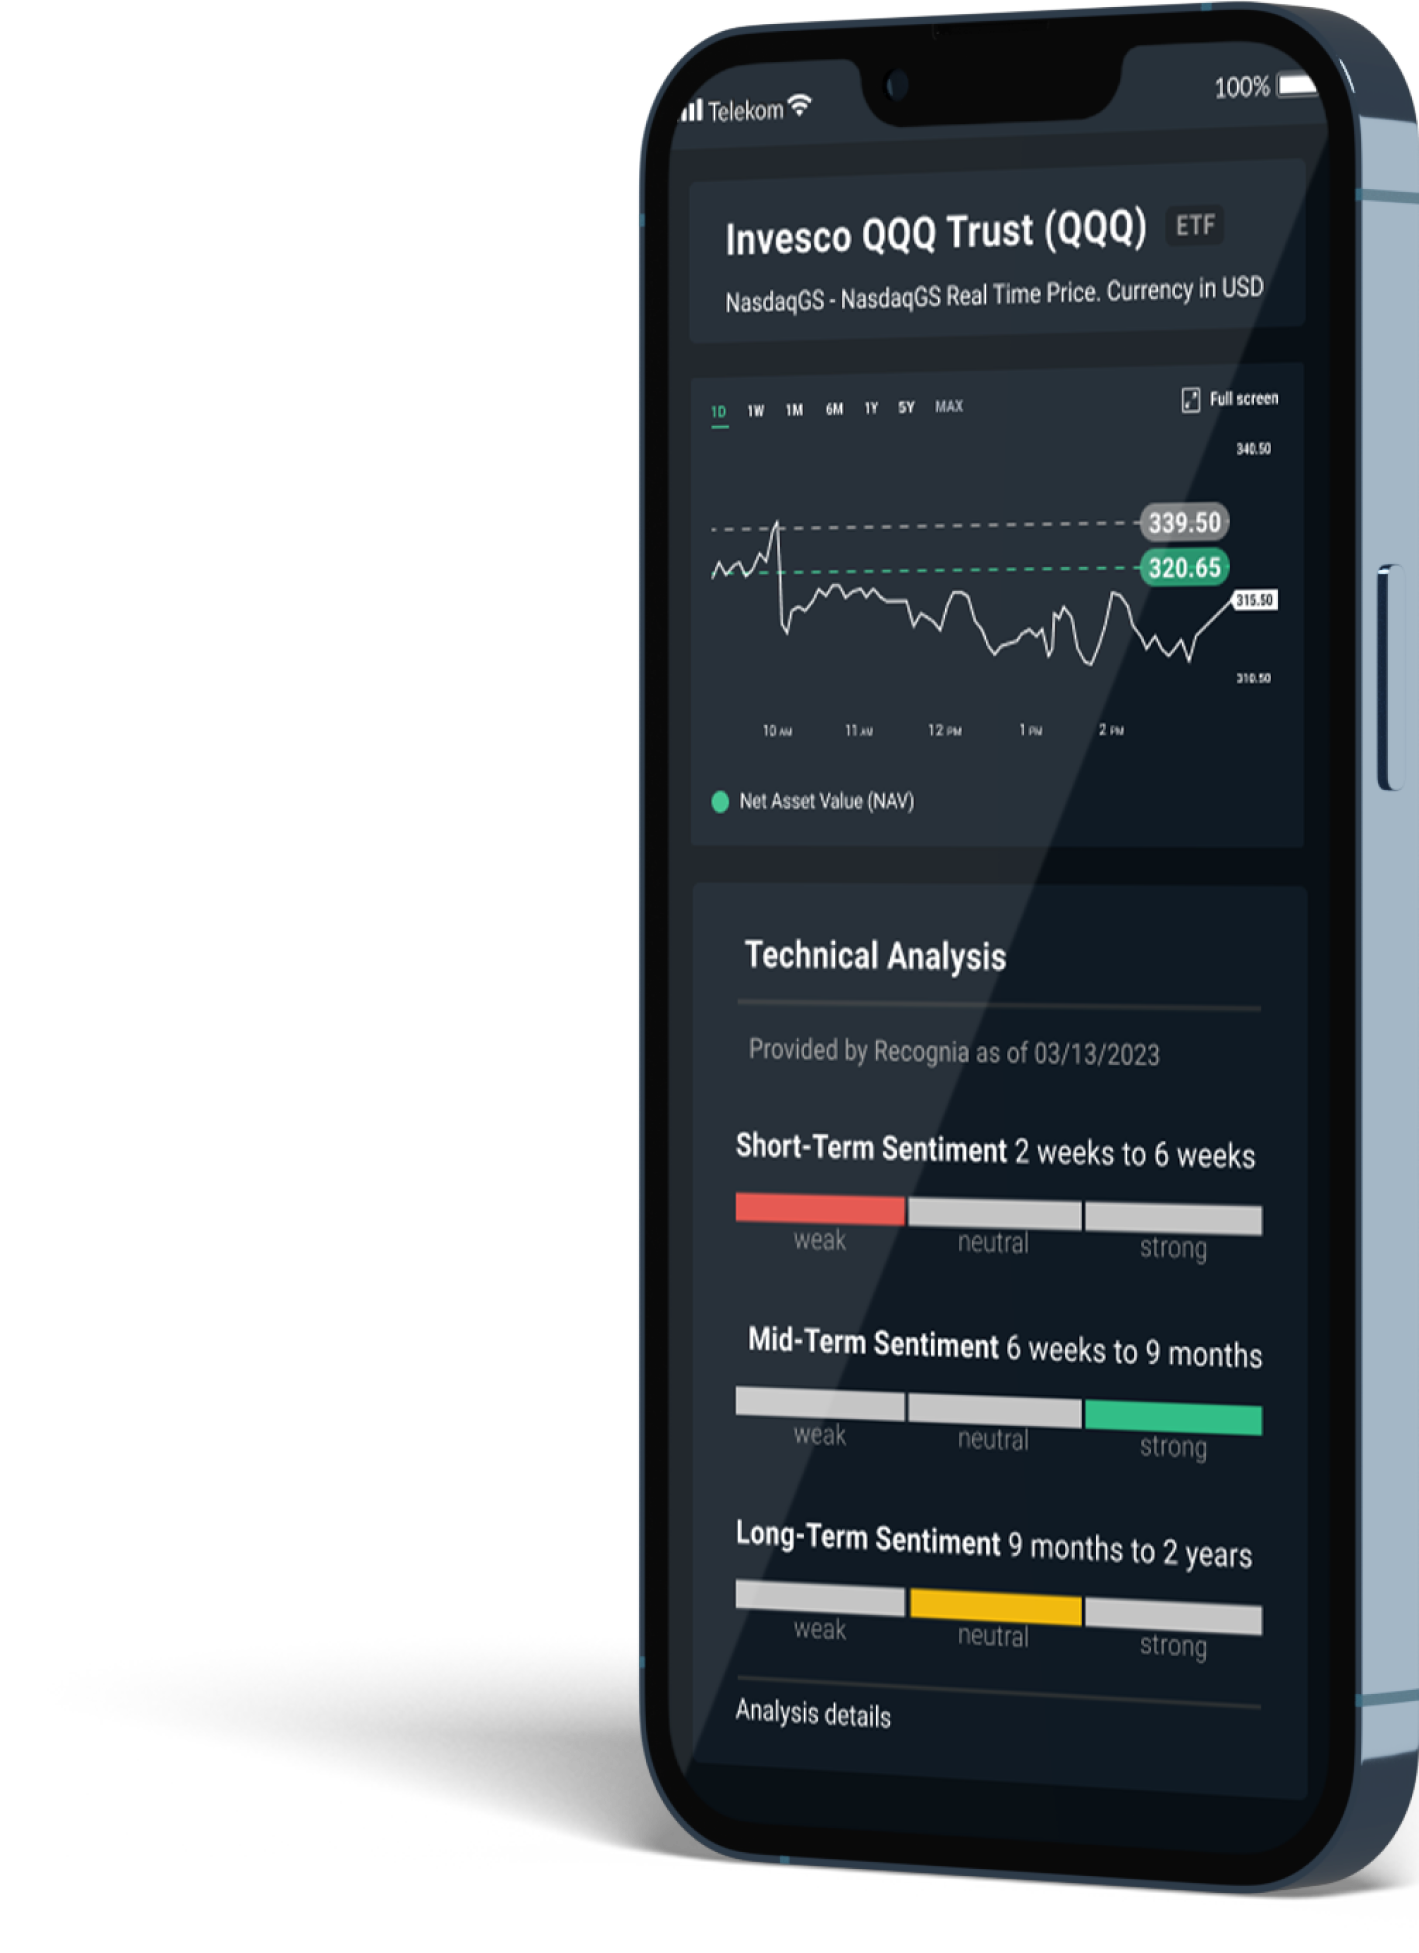 Telekom 100%
Invesco QQQ Trust (QQQ) ETF
NasdaqGS - NasdaqGS Real Time Price. Currency in USD
1D 1W 1M 6M 1Y 5Y MAX Full screen
340.50
339.50
320.65
315.50
310.50
10 AM 11 AM 12 PM 1 PM 2 PM
Net Asset Value (NAV)
Technical Analysis
Provided by Recognia as of 03/13/2023
Short-Term Sentiment 2 weeks to 6 weeks
weak neutral strong
Mid-Term Sentiment 6 weeks to 9 months
weak neutral strong
Long-Term Sentiment 9 months to 2 years
weak neutral strong
Analysis details